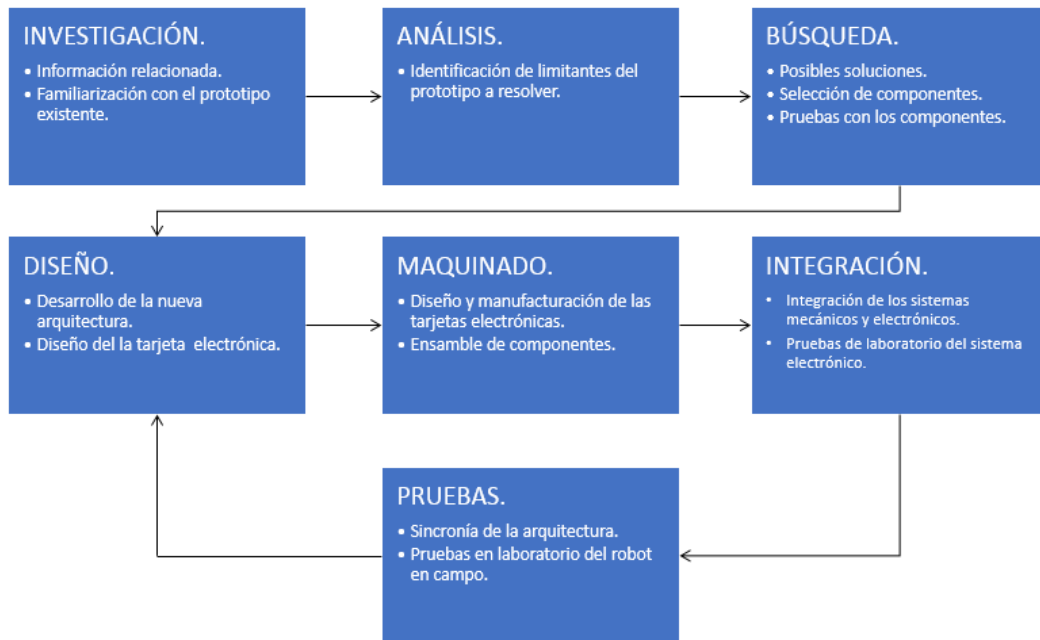 INVESTIGACIÓN.
• Información relacionada.
• Familiarización con el prototipo
existente.
ANÁLISIS.
• Identificación de limitantes del
prototipo a resolver.
BÚSQUEDA.
• Posibles soluciones.
• Selección de componentes.
• Pruebas con los componentes.
DISEÑO.
• Desarrollo de la nueva
arquitectura.
• Diseño del la tarjeta electrónica.
MAQUINADO.
• Diseño y manufacturación de las
tarjetas electrónicas.
• Ensamble de componentes.
INTEGRACIÓN.
• Integración de los sistemas
mecánicos y electrónicos.
• Pruebas de laboratorio del sistema
electrónico.
PRUEBAS.
• Sincronía de la arquitectura.
• Pruebas en laboratorio del robot
en campo.